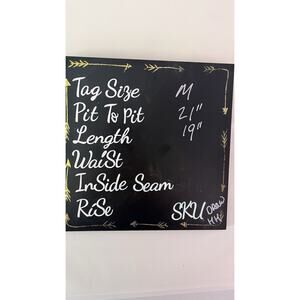 Tag Size M
Pit To Pit 21"
Length 19"
WaiSt
InSide Seam
RiSe SKU